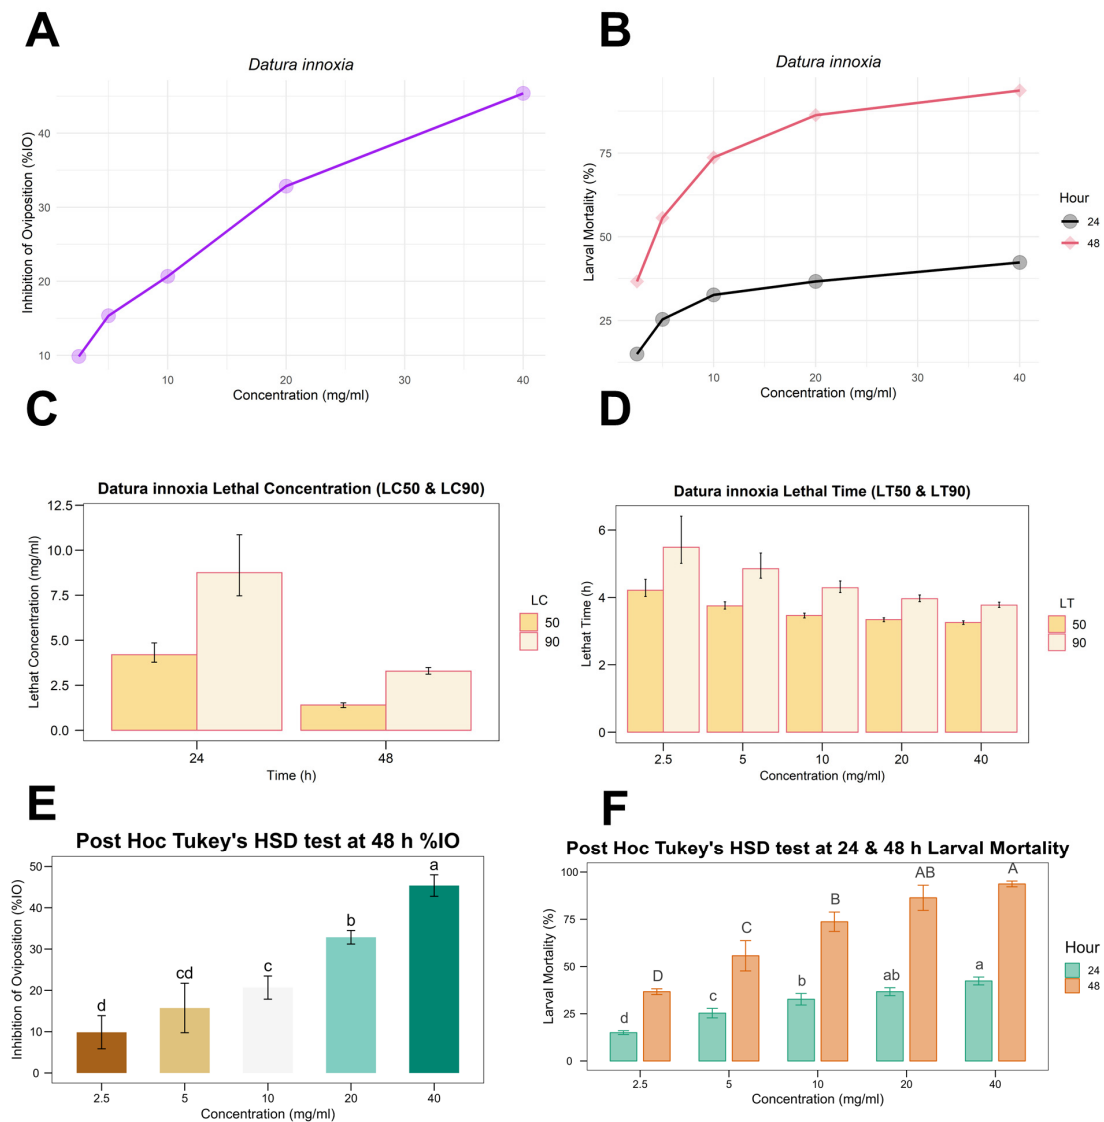 A
Datura innoxia
Inhibition of Oviposition (%IO)
40
30
20
10
10
20
30
40
Concentration (mg/ml)
B
Datura innoxia
Larval Mortality (%)
75
50
25
10
20
30
40
Concentration (mg/ml)
Hour
24
48
C
Datura innoxia Lethal Concentration (LC50 & LC90)
Lethat Concentration (mg/ml)
12.5
10.0
7.5
5.0
2.5
0.0
24
48
Time (h)
LC
50
90
D
Datura innoxia Lethal Time (LT50 & LT90)
Lethat Time (h)
6
4
2
0
2.5
5
10
20
40
Concentration (mg/ml)
LT
50
90
E
Post Hoc Tukey's HSD test at 48 h %IO
Inhibition of Oviposition (%IO)
50
40
30
20
10
0
d
cd
c
b
a
2.5
5
10
20
40
Concentration (mg/ml)
F
Post Hoc Tukey's HSD test at 24 & 48 h Larval Mortality
Larval Mortality (%)
100
75
50
25
0
d
D
c
C
b
B
ab
AB
a
A
2.5
5
10
20
40
Concentration (mg/ml)
Hour
24
48